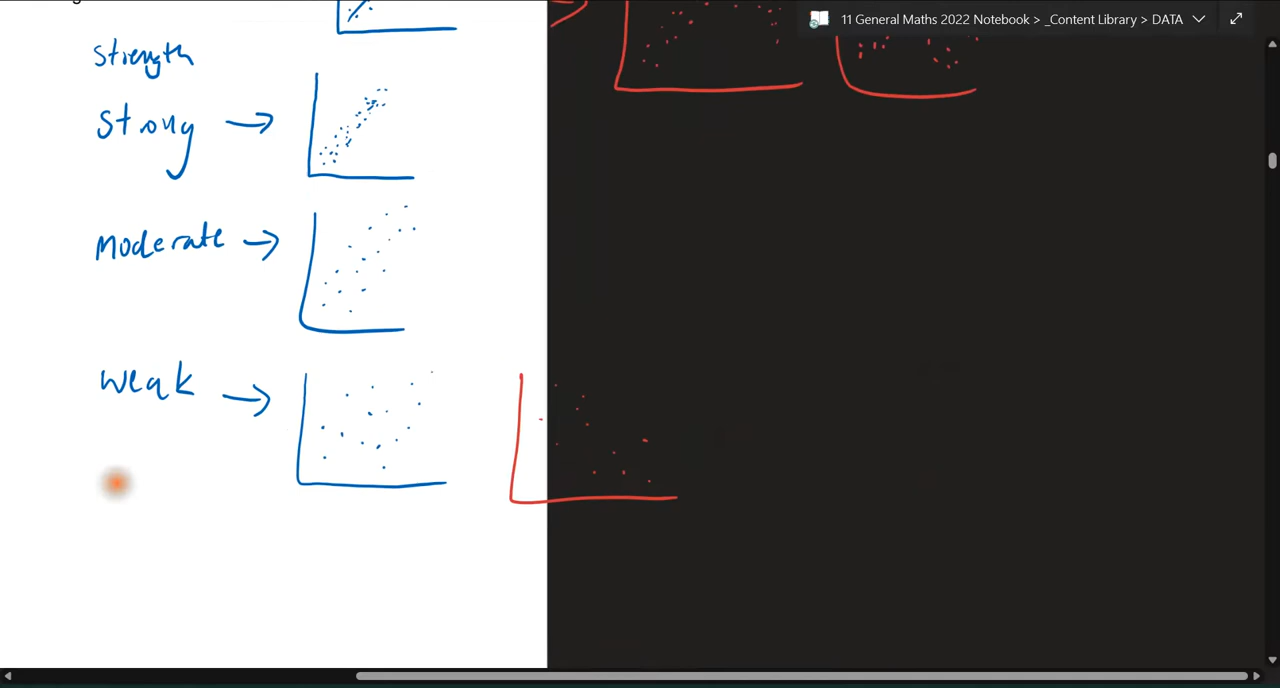 11 General Maths 2022 Notebook > _Content Library > DATA
Strength
Strong
Moderate
Weak